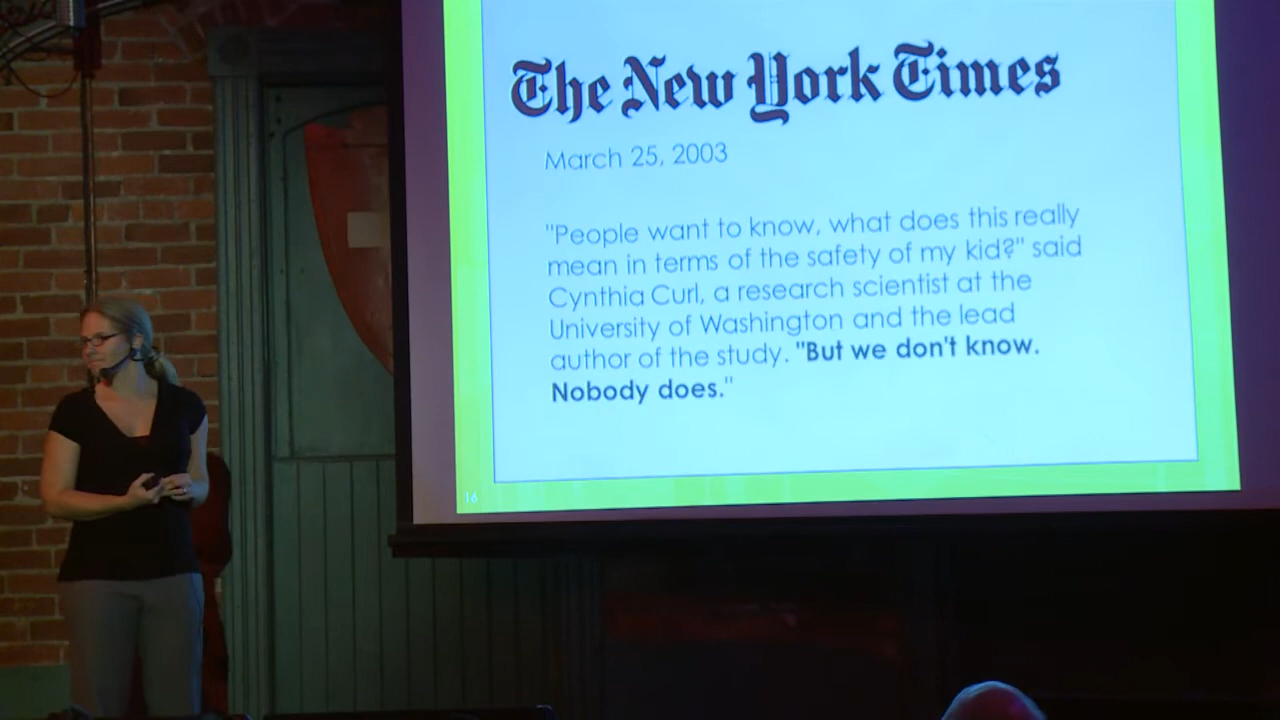 The New York Times
March 25, 2003
"People want to know, what does this really
mean in terms of the safety of my kid?" said
Cynthia Curl, a research scientist at the
University of Washington and the lead
author of the study. "But we don't know.
Nobody does."
16